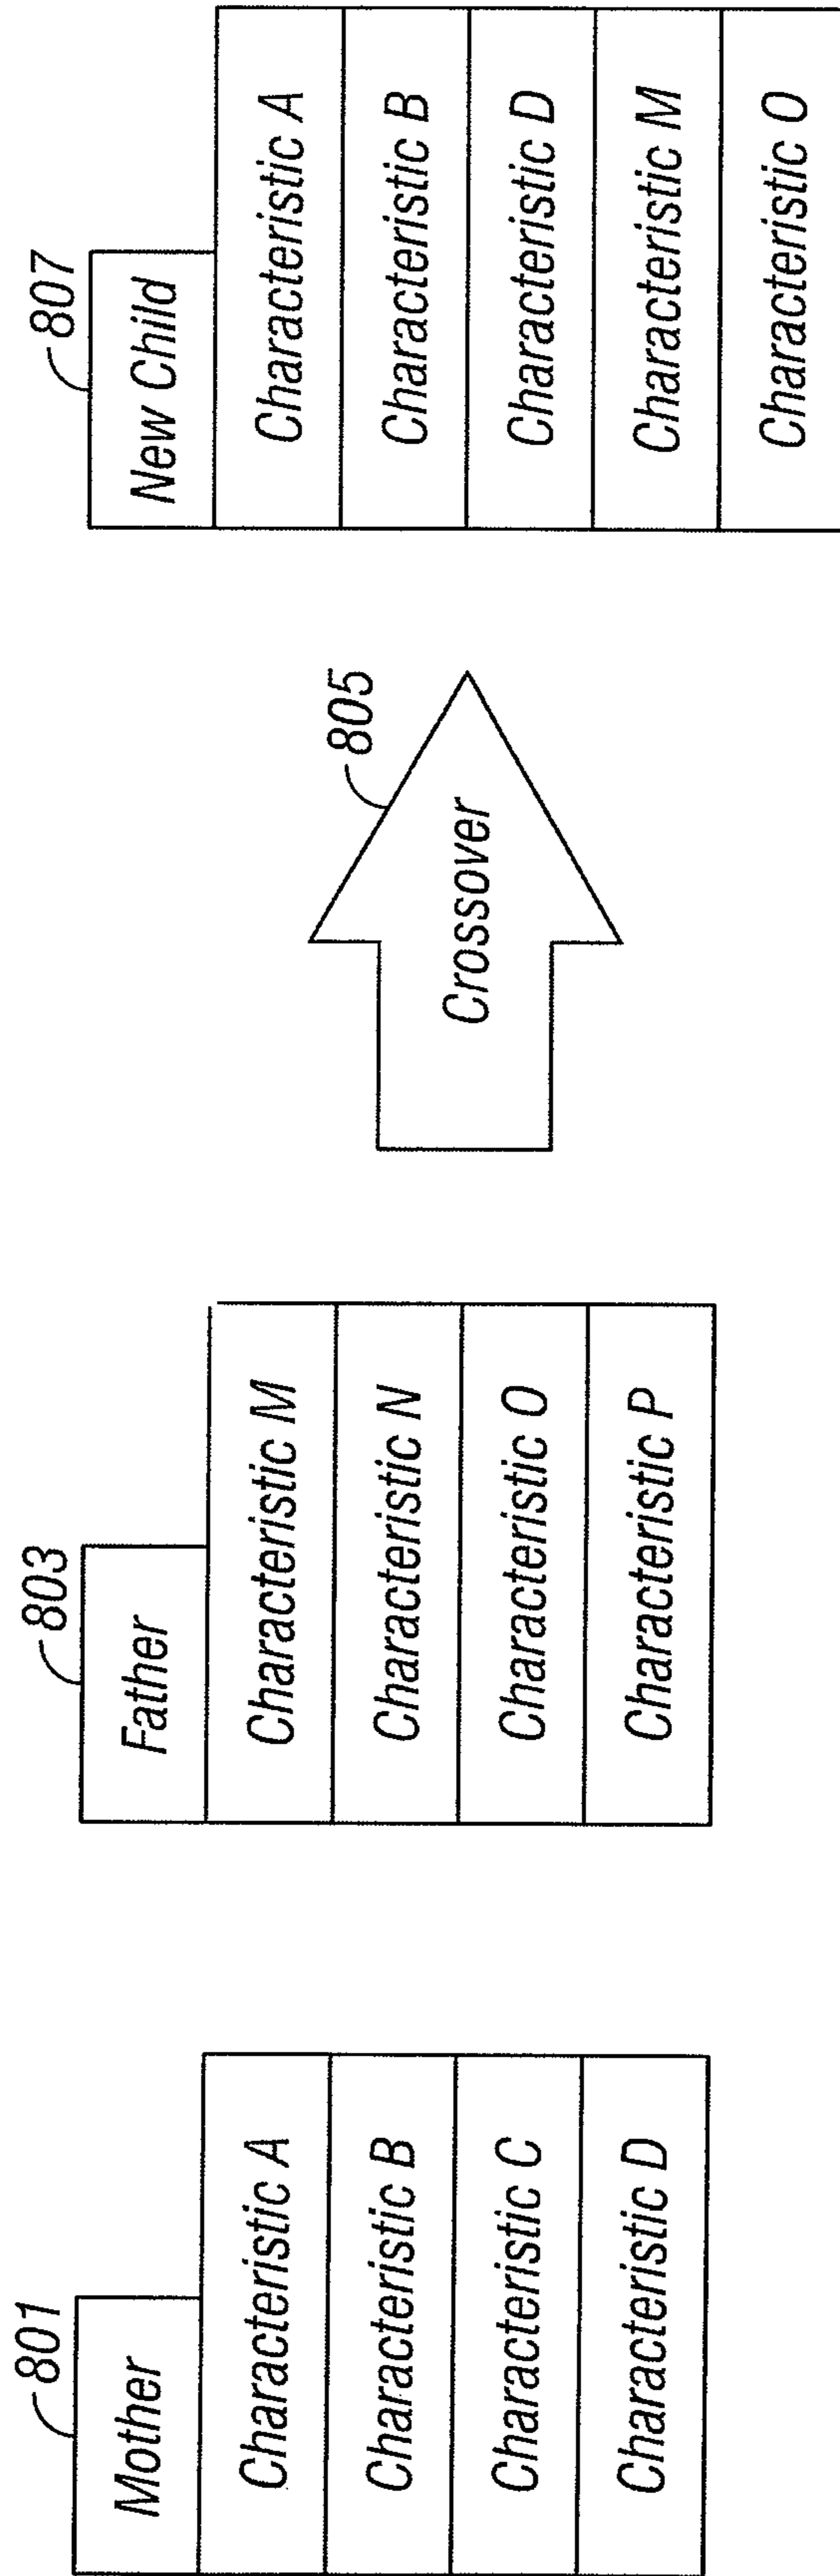 801
Mother
Characteristic A
Characteristic B
Characteristic C
Characteristic D
803
Father
Characteristic M
Characteristic N
Characteristic O
Characteristic P
805
Crossover
807
New Child
Characteristic A
Characteristic B
Characteristic D
Characteristic M
Characteristic O